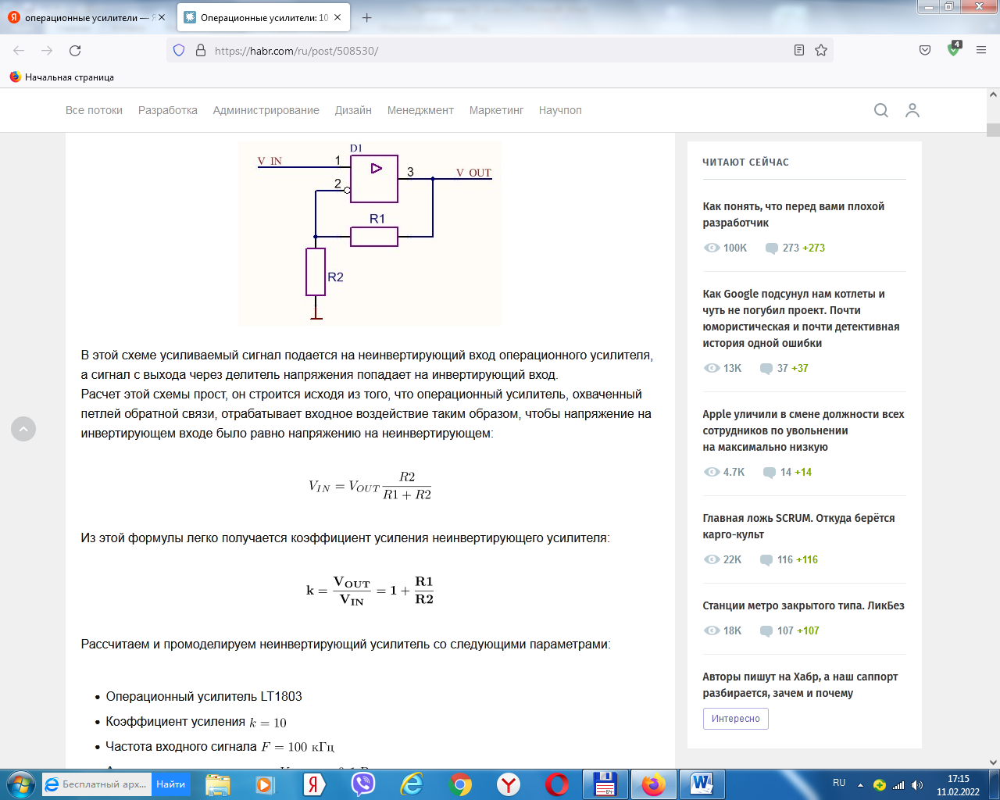 операционные усилители —
Операционные усилители: 10
https://habr.com/ru/post/508530/
4
Начальная страница
Все потоки Разработка Администрирование Дизайн Менеджмент Маркетинг Научпоп
D1
V IN
1
2
3
V OUT
R1
R2
В этой схеме усиливаемый сигнал подается на неинвертирующий вход операционного усилителя,
а сигнал с выхода через делитель напряжения попадает на инвертирующий вход.
Расчет этой схемы прост, он строится исходя из того, что операционный усилитель, охваченный
петлей обратной связи, отрабатывает входное воздействие таким образом, чтобы напряжение на
инвертирующем входе было равно напряжению на неинвертирующем:
V_{IN} = V_{OUT} \frac{R2}{R1 + R2}
Из этой формулы легко получается коэффициент усиления неинвертирующего усилителя:
k = \frac{V_{OUT}}{V_{IN}} = 1 + \frac{R1}{R2}
Рассчитаем и промоделируем неинвертирующий усилитель со следующими параметрами:
• Операционный усилитель LT1803
• Коэффициент усиления k = 10
• Частота входного сигнала F = 100 кГц
ЧИТАЮТ СЕЙЧАС
Как понять, что перед вами плохой
разработчик
100K 273 +273
Как Google подсунул нам котлеты и
чуть не погубил проект. Почти
юмористическая и почти детективная
история одной ошибки
13K 37 +37
Apple уличили в смене должности всех
сотрудников по увольнении
на максимально низкую
4.7K 14 +14
Главная ложь SCRUM. Откуда берётся
карго-культ
22K 116 +116
Станции метро закрытого типа. ЛикБез
18K 107 +107
Авторы пишут на Хабр, а наш саппорт
разбирается, зачем и почему
Интересно
Бесплатный арх... Найти
64
RU
17:15
11.02.2022